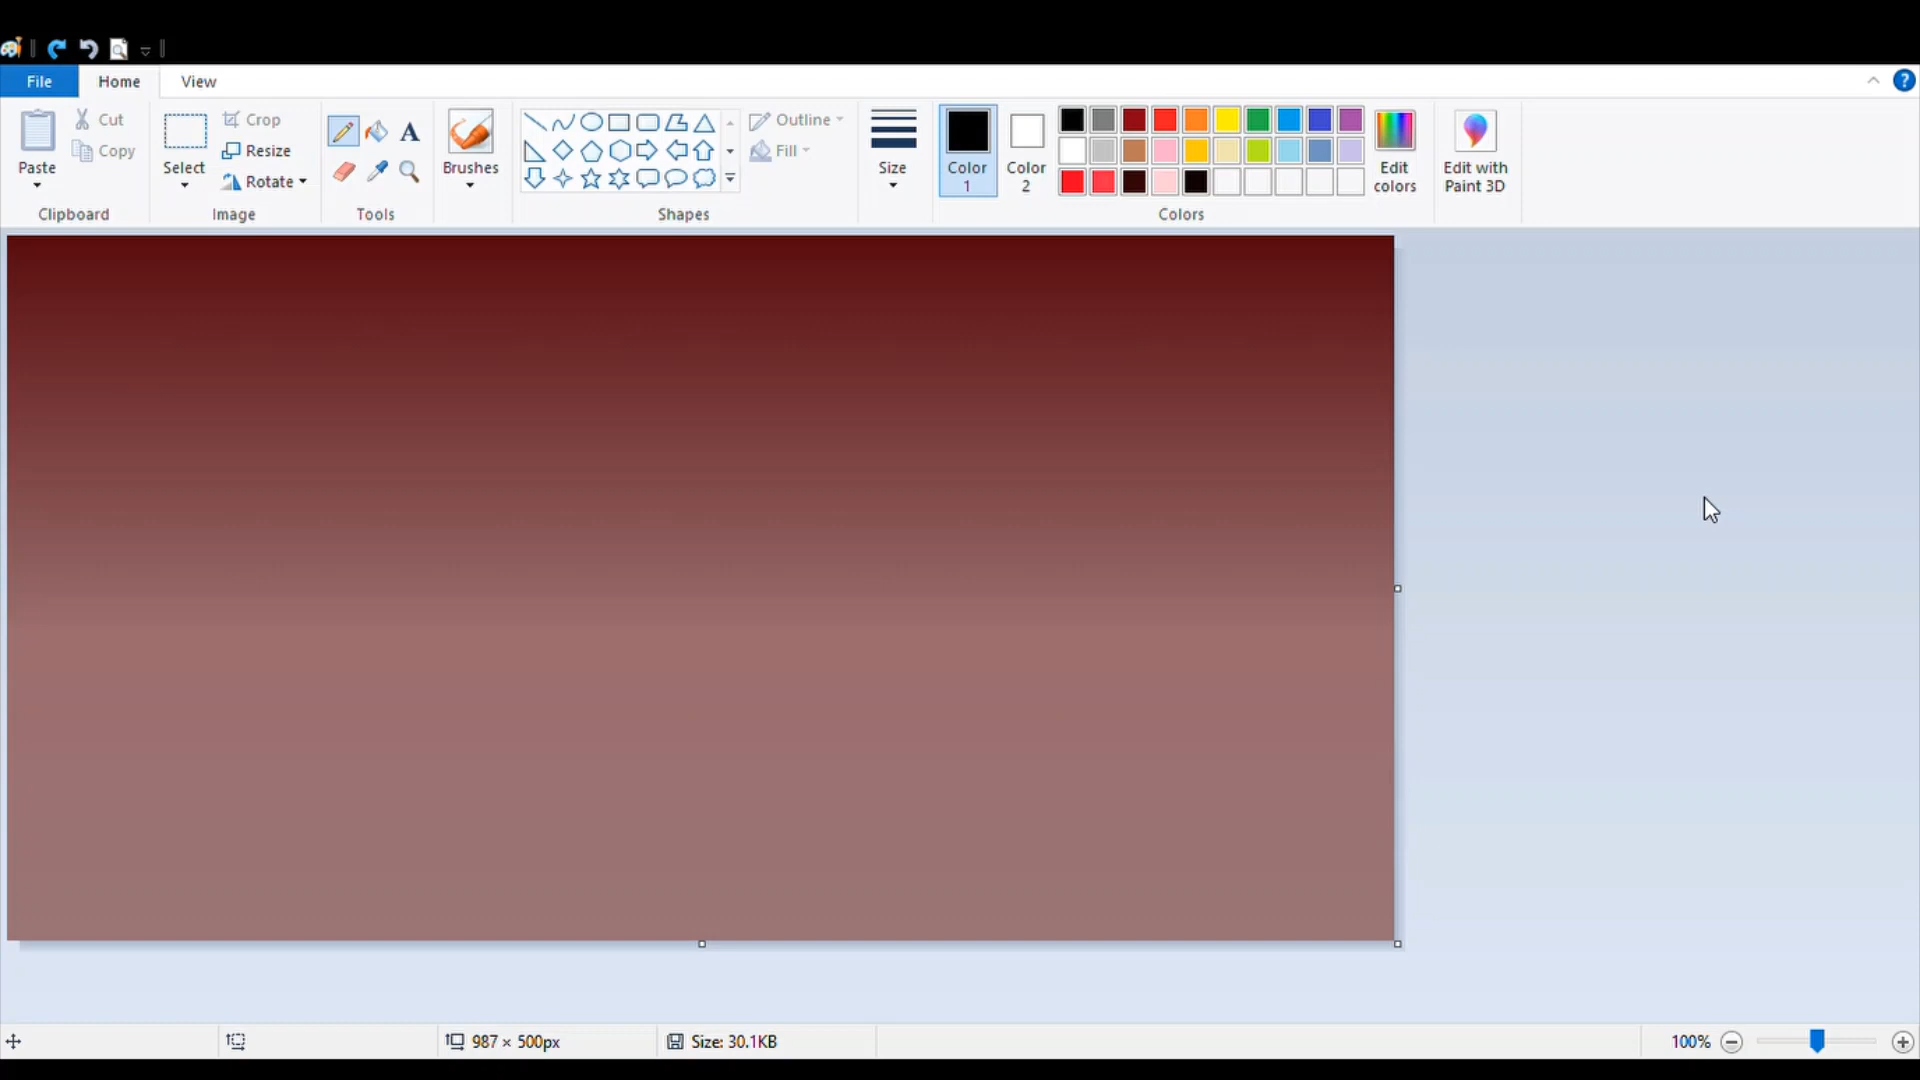 File Home View ?
Paste Cut Copy Select Crop Resize Rotate A Brushes Outline Fill Size Color 1 Color 2 Edit colors Edit with Paint 3D
Clipboard Image Tools Shapes Colors
987 × 500px Size: 30.1KB 100%